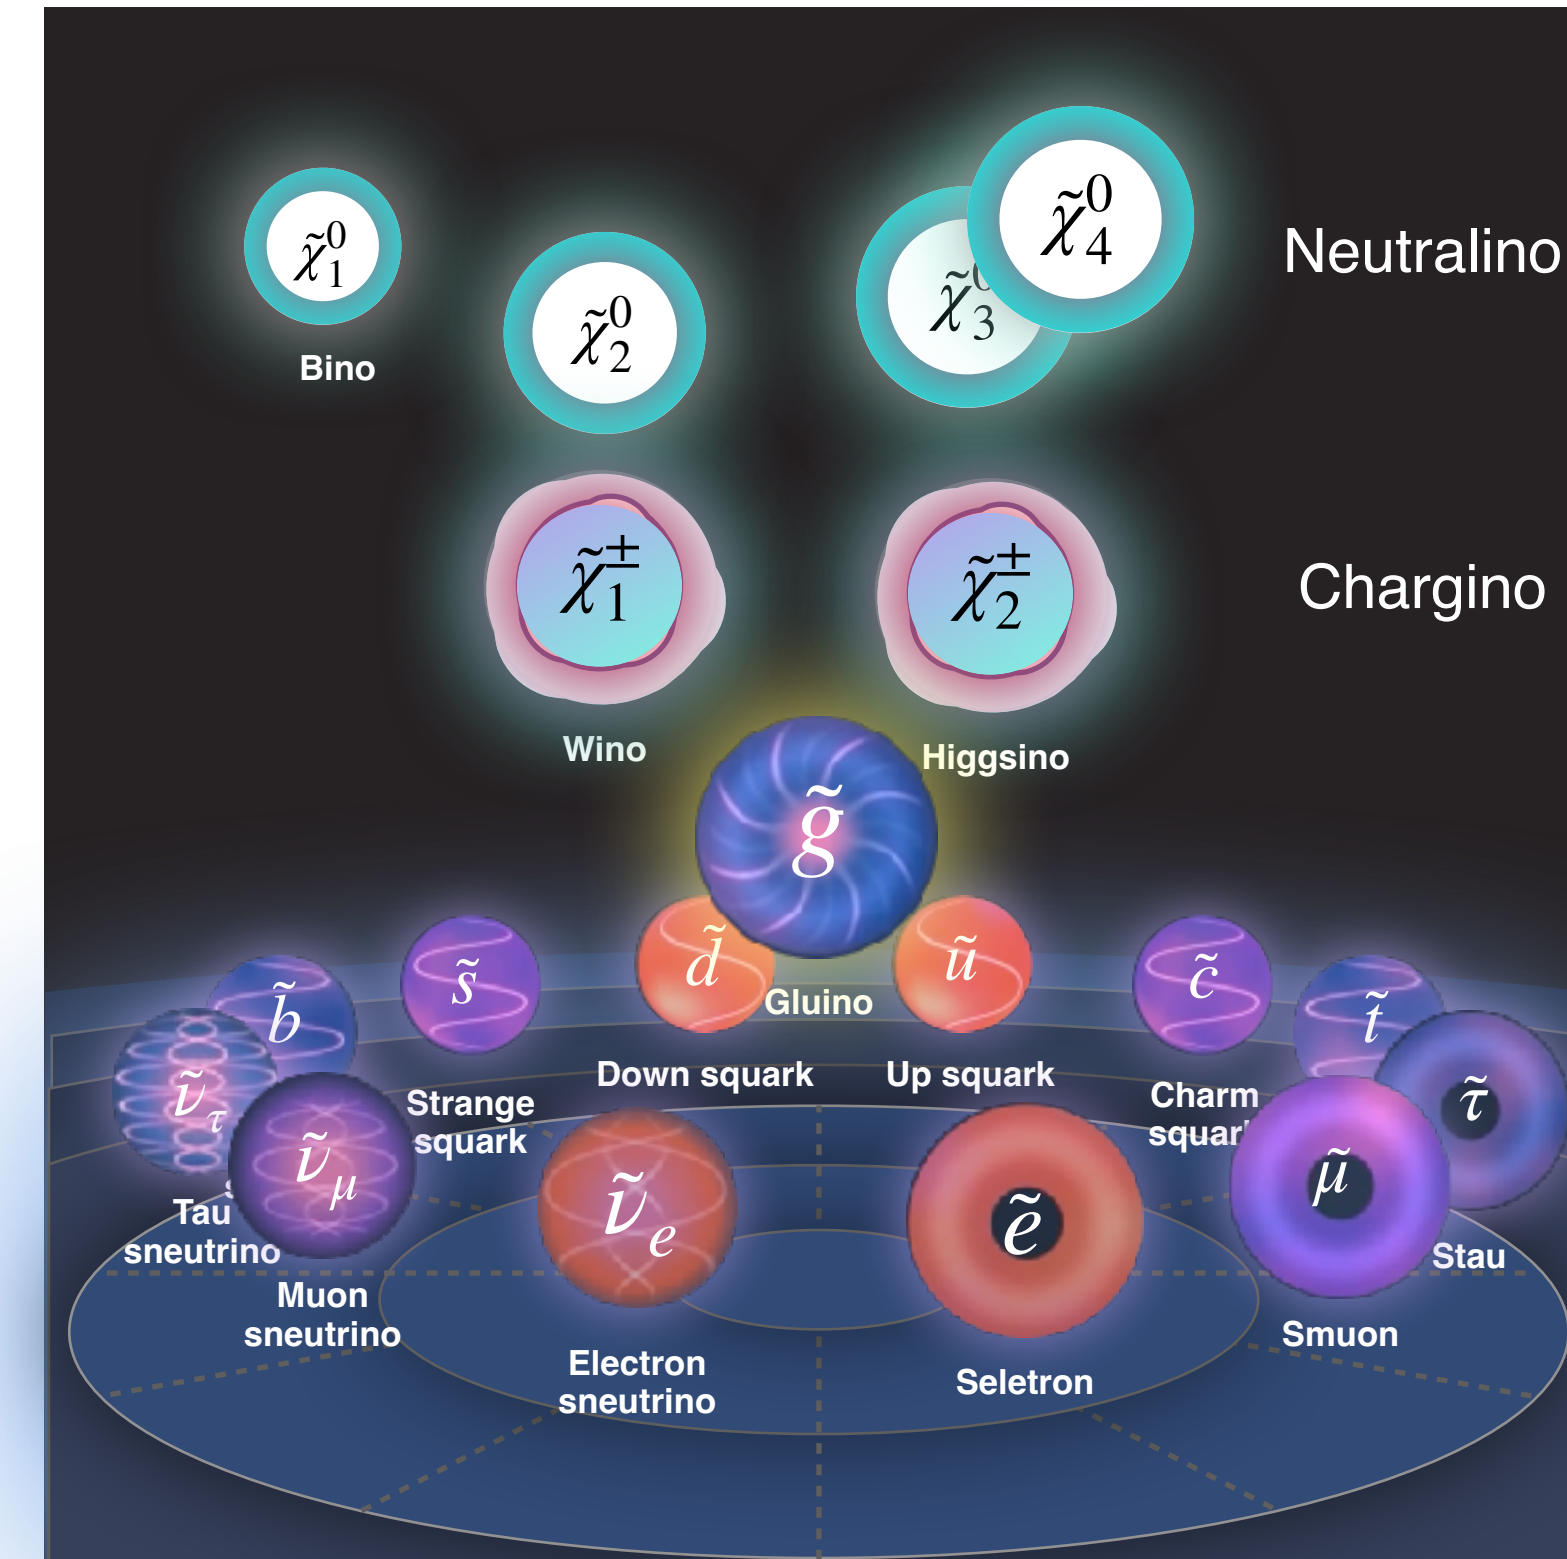 χ̃⁰₄
χ̃⁰₁
Neutralino
χ̃⁰₃
χ̃⁰₂
Bino
χ̃±₁
χ̃±₂
Chargino
Wino
Higgsino
g̃
d̃
ũ
s̃
c̃
b̃
t̃
Gluino
Down squark
Up squark
ν̃τ
Strange
squark
Charm
τ̃
ν̃μ
μ̃
ν̃e
ẽ
Tau
sneutrino
Stau
Muon
sneutrino
Smuon
Electron
sneutrino
Seletron